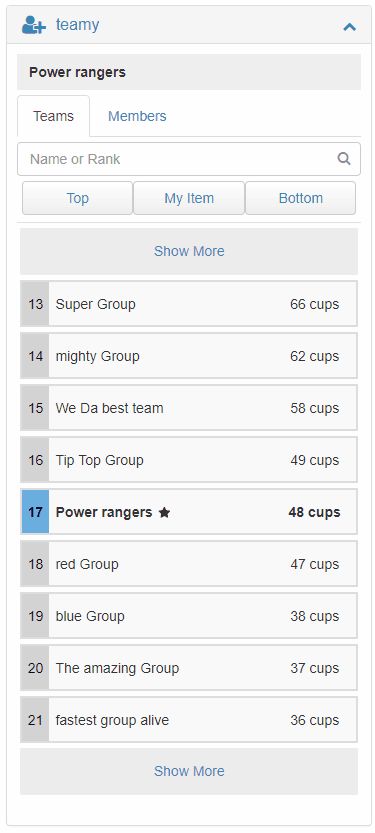 teamy
Power rangers
Teams Members
Name or Rank
Top My Item Bottom
Show More
13 Super Group 66 cups
14 mighty Group 62 cups
15 We Da best team 58 cups
16 Tip Top Group 49 cups
17 Power rangers 48 cups
18 red Group 47 cups
19 blue Group 38 cups
20 The amazing Group 37 cups
21 fastest group alive 36 cups
Show More